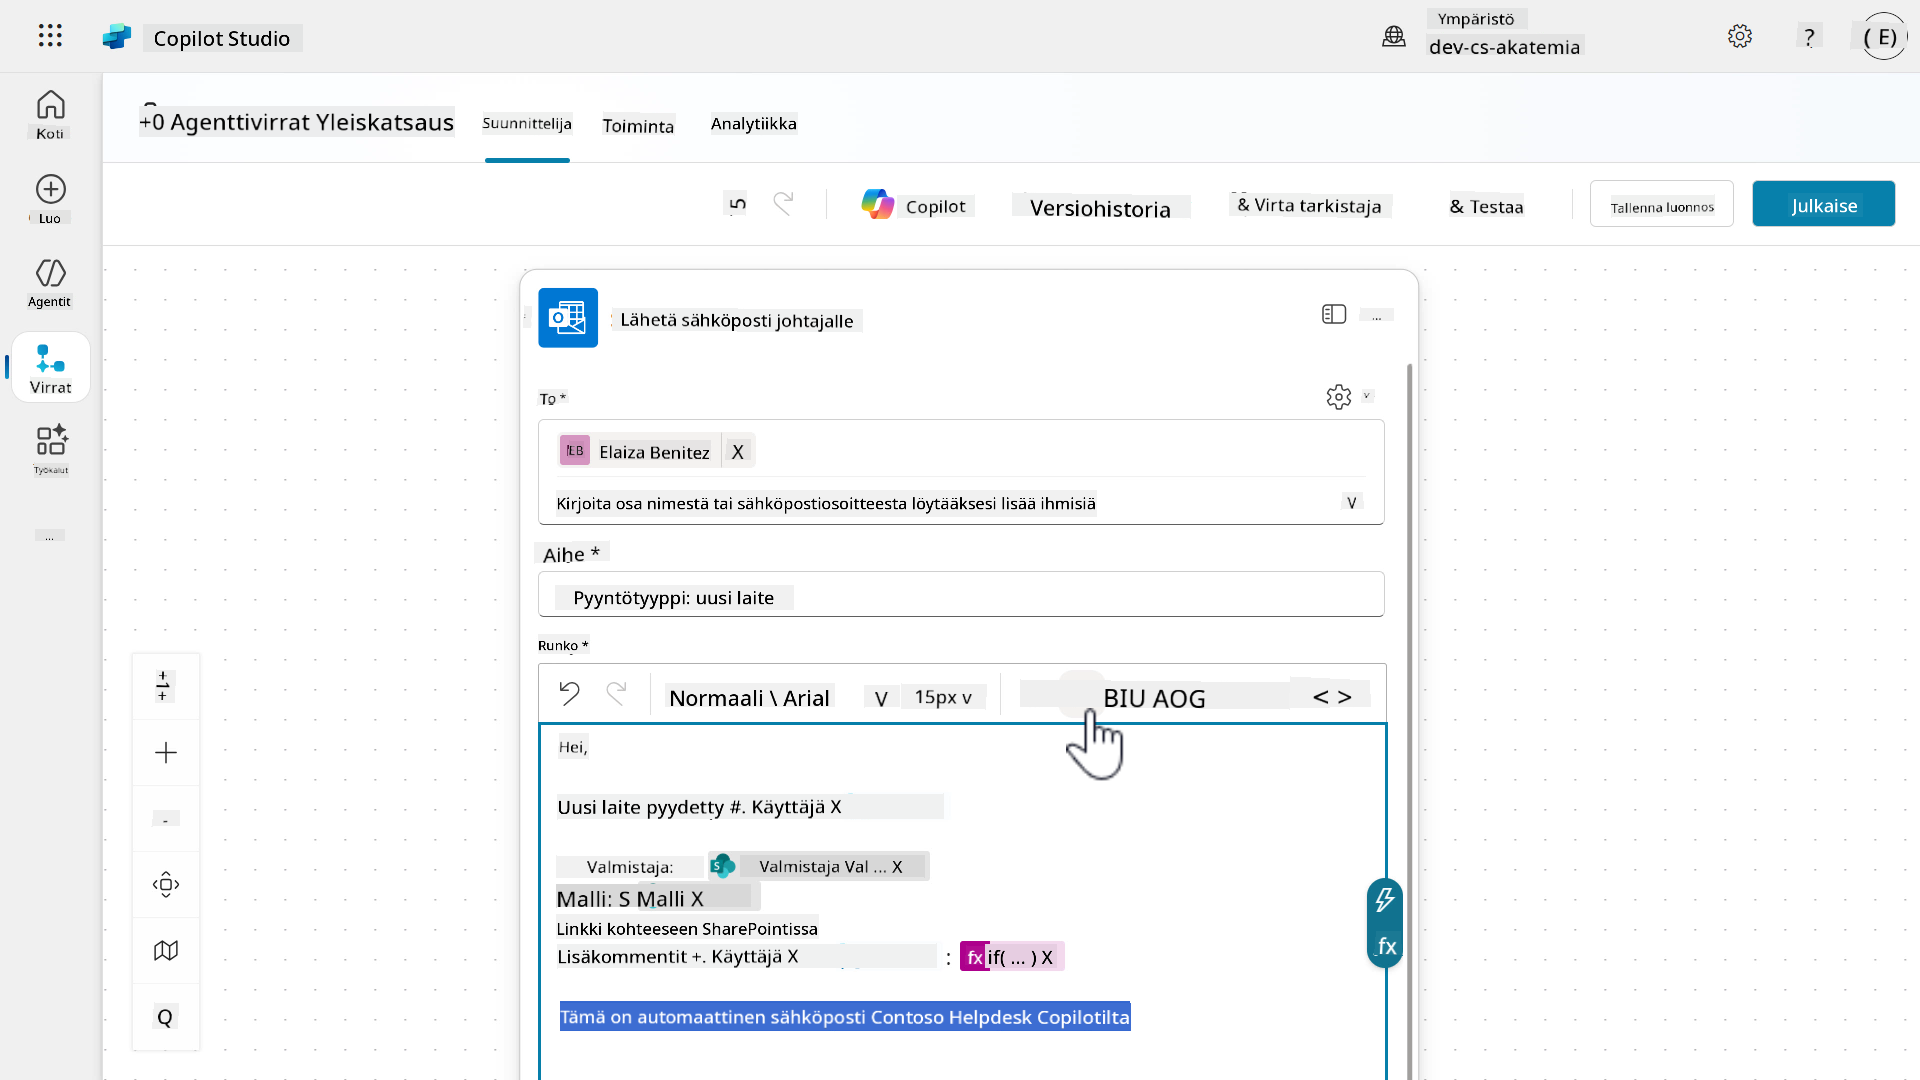 Copilot Studio
Ympäristö
dev-cs-akatemia
?
( E)
Koti
Luo
Agentit
Virrat
Työkalut
...
+0 Agenttivirrat Yleiskatsaus
Suunnittelija
Toiminta
Analytiikka
5
Copilot
Versiohistoria
& Virta tarkistaja
& Testaa
Tallenna luonnos
Julkaise
: Lähetä sähköposti johtajalle
...
To *
v
EB Elaiza Benitez X
Kirjoita osa nimestä tai sähköpostiosoitteesta löytääksesi lisää ihmisiä
V
Aihe *
Pyyntötyyppi: uusi laite
Runko *
Normaali \ Arial V 15px v BIU AOG < >
Hei,
Uusi laite pyydetty #. Käyttäjä X
Valmistaja: S Valmistaja Val ... X
Malli: S Malli X
Linkki kohteeseen SharePointissa
Lisäkommentit +. Käyttäjä X : fx if( ... ) X
fx
Tämä on automaattinen sähköposti Contoso Helpdesk Copilotilta
Q